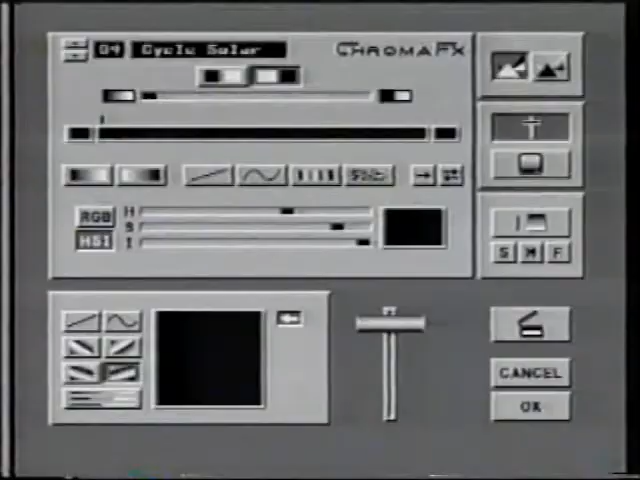 04 Cycle Solar CHROMAFX
RGB H
HSI S
I
S M F
CANCEL
OK